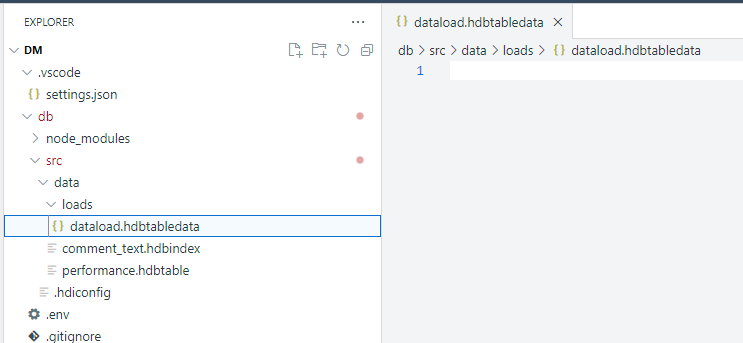 EXPLORER
DM
.vscode
{} settings.json
db
node_modules
src
data
loads
{} dataload.hdbtabledata
comment_text.hdbindex
performance.hdbtable
.hdiconfig
.env
.gitignore
{} dataload.hdbtabledata
db > src > data > loads > {} dataload.hdbtabledata
1